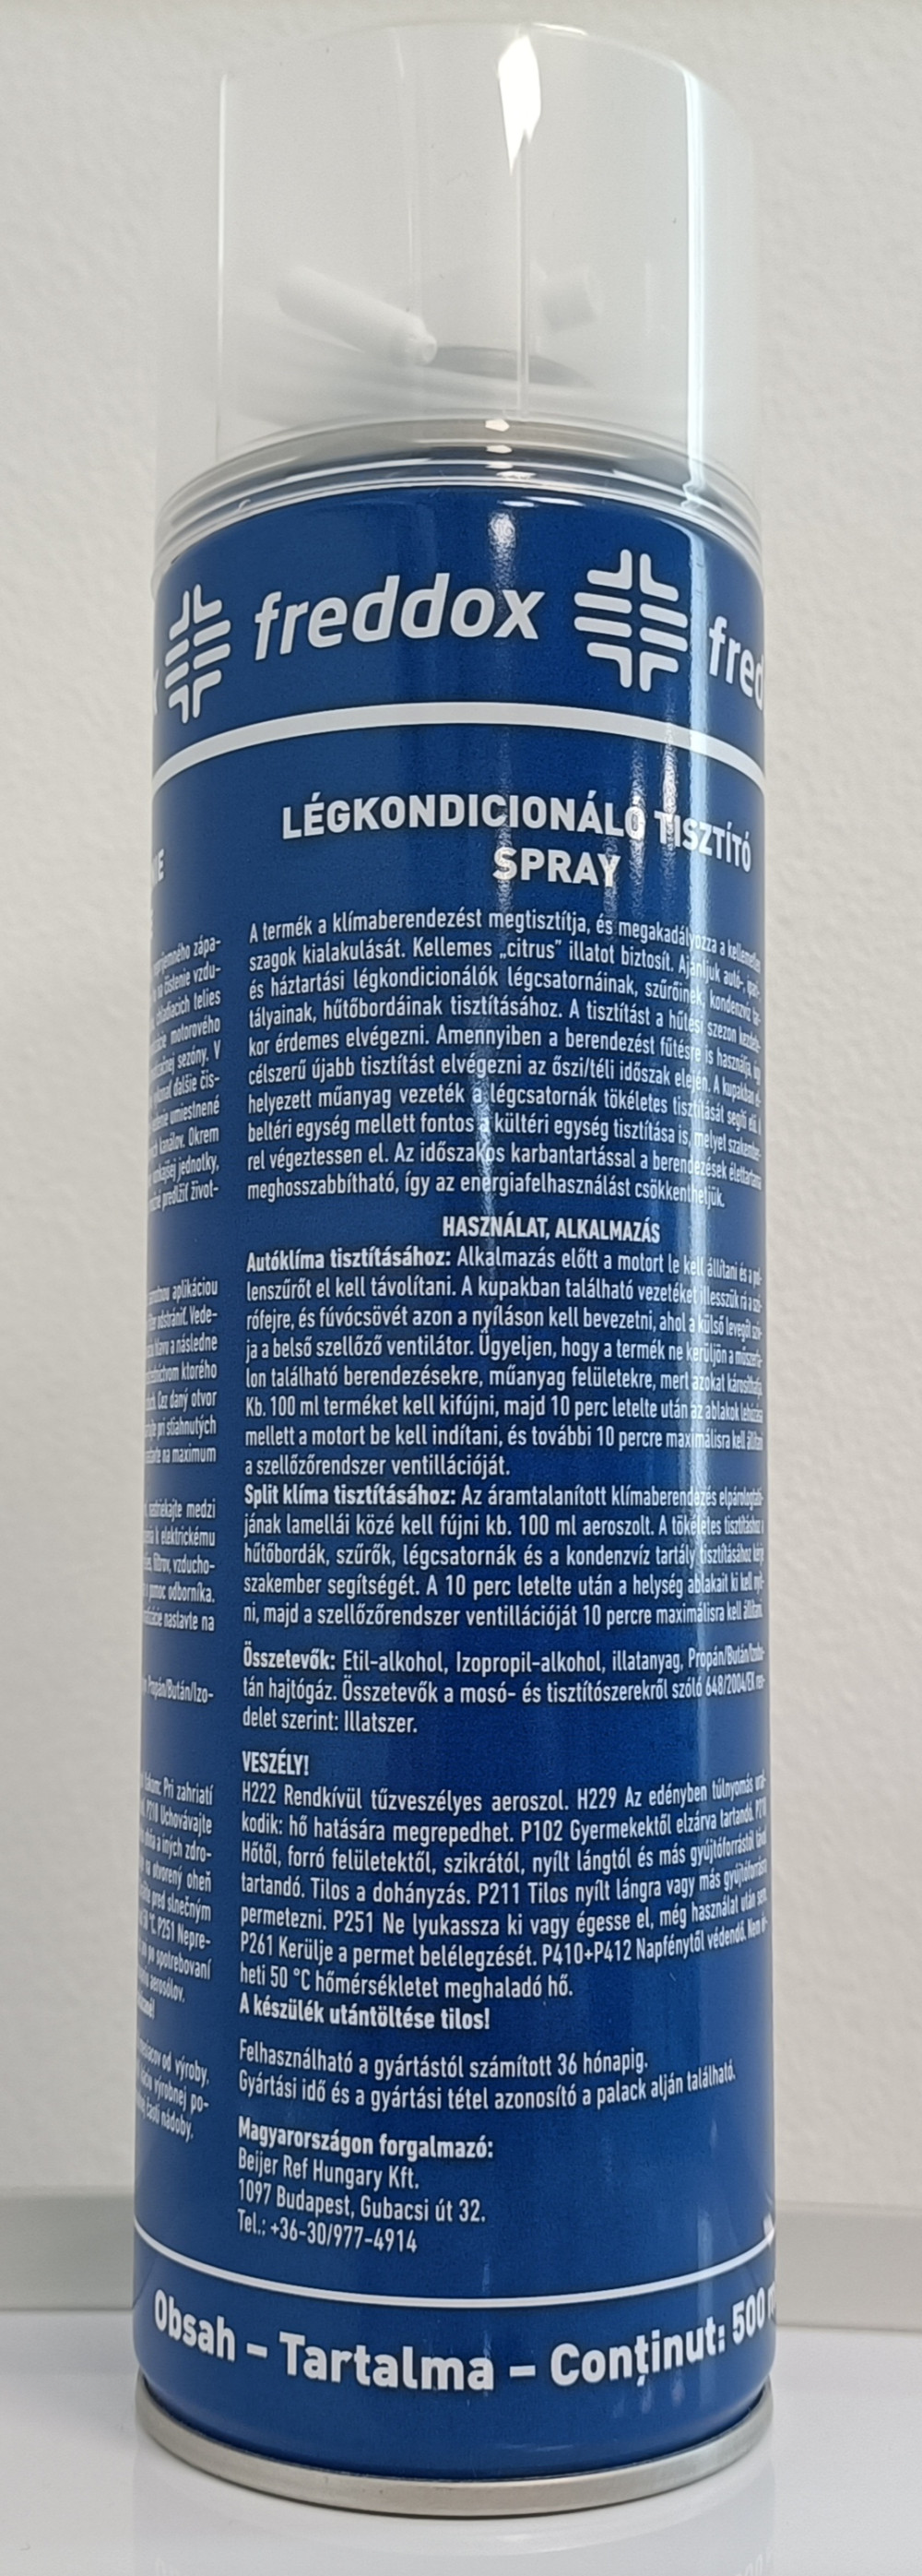 freddox
fred
LÉGKONDICIONÁLÓ TISZTÍTÓ
SPRAY
A termék a klímaberendezést megtisztítja, és megakadályozza a kellemetlen
szagok kialakulását. Kellemes „citrus” illatot biztosít. Ajánljuk autó-, ipari-
és háztartási légkondicionálók légcsatornáinak, szűrőinek, kondenzvíz tar-
tályainak, hűtőbordáinak tisztításához. A tisztítást a hűtési szezon kezdete-
kor érdemes elvégezni. Amennyiben a berendezést fűtésre is használja, úgy
célszerű újabb tisztítást elvégezni az őszi/téli időszak elején. A kupakban el-
helyezett műanyag vezeték a légcsatornák tökéletes tisztítását segíti elő. A
beltéri egység mellett fontos a kültéri egység tisztítása is, melyet szakember-
rel végeztessen el. Az időszakos karbantartással a berendezések élettartama
meghosszabbítható, így az energiafelhasználást csökkenthetjük.
HASZNÁLAT, ALKALMAZÁS
Autóklíma tisztításához: Alkalmazás előtt a motort le kell állítani és a pol-
lenszűrőt el kell távolítani. A kupakban található vezetéket illesszük rá a szó-
rófejre, és fúvócsövét azon a nyíláson kell bevezetni, ahol a külső levegőt szív-
ja a belső szellőző ventilátor. Ügyeljen, hogy a termék ne kerüljön a műszerfa-
lon található berendezésekre, műanyag felületekre, mert azokat károsíthatja.
Kb. 100 ml terméket kell kifújni, majd 10 perc letelte után az ablakok lehúzása
mellett a motort be kell indítani, és további 10 percre maximálisra kell állítani
a szellőzőrendszer ventillációját.
Split klíma tisztításához: Az áramtalanított klímaberendezés elpárologtató-
jának lamellái közé kell fújni kb. 100 ml aeroszolt. A tökéletes tisztításhoz a
hűtőbordák, szűrők, légcsatornák és a kondenzvíz tartály tisztításához kérje
szakember segítségét. A 10 perc letelte után a helység ablakait ki kell nyit-
ni, majd a szellőzőrendszer ventillációját 10 percre maximálisra kell állítani.
Összetevők: Etil-alkohol, Izopropil-alkohol, illatanyag, Propán/Bután/Izobu-
tán hajtógáz. Összetevők a mosó- és tisztítószerekről szóló 648/2004/EK ren-
delet szerint: Illatszer.
VESZÉLY!
H222 Rendkívül tűzveszélyes aeroszol. H229 Az edényben túlnyomás ural-
kodik: hő hatására megrepedhet. P102 Gyermekektől elzárva tartandó. P210
Hőtől, forró felületektől, szikrától, nyílt lángtól és más gyújtóforrástól távol
tartandó. Tilos a dohányzás. P211 Tilos nyílt lángra vagy más gyújtóforrásra
permetezni. P251 Ne lyukassza ki vagy égesse el, még használat után sem.
P261 Kerülje a permet belélegzését. P410+P412 Napfénytől védendő. Nem ér-
heti 50 °C hőmérsékletet meghaladó hő.
A készülék utántöltése tilos!
Felhasználható a gyártástól számított 36 hónapig.
Gyártási idő és a gyártási tétel azonosító a palack alján található.
Magyarországon forgalmazó:
Beijer Ref Hungary Kft.
1097 Budapest, Gubacsi út 32.
Tel.: +36-30/977-4914
Obsah – Tartalma – Conținut: 500